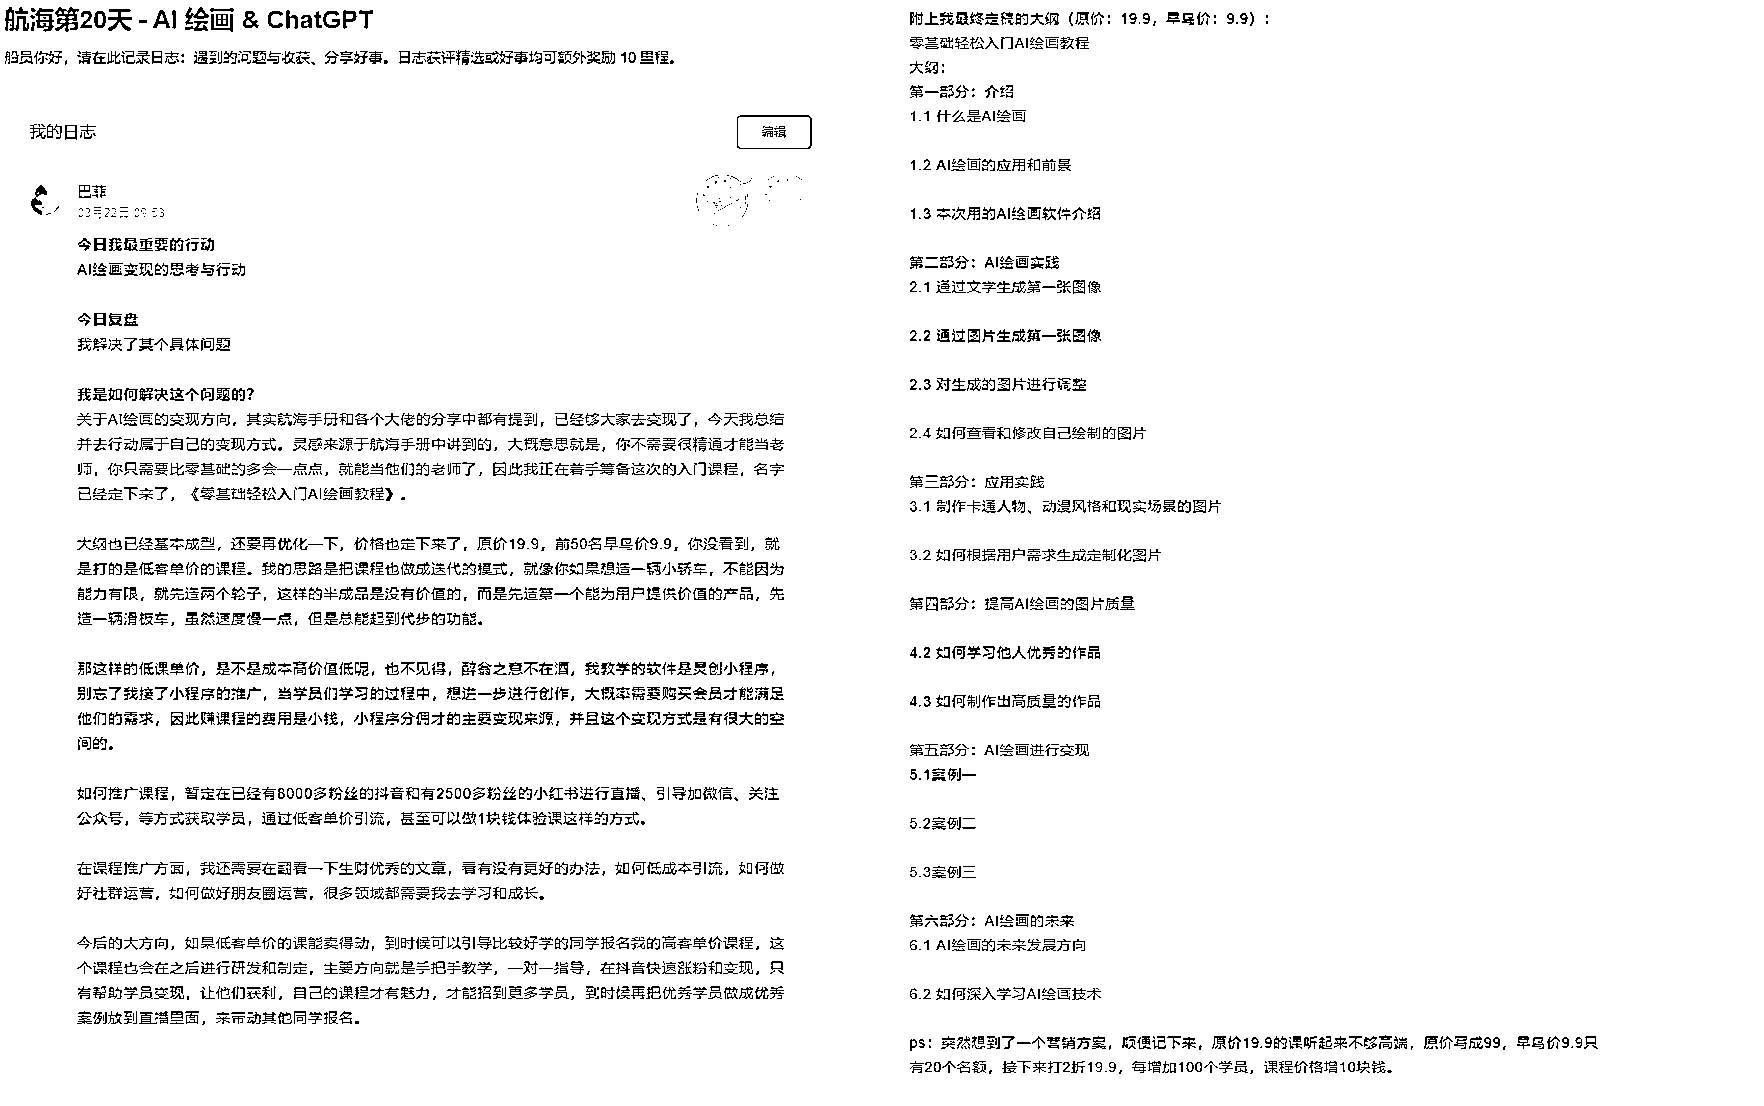 航海第20天 - AI 绘画 & ChatGPT
船员你好，请在此记录日志：遇到的问题与收获、分享好事。日志获评精选或好事均可额外奖励 10 里程。
我的日志
编辑
巴菲
03月22日 09:53
今日我最重要的行动
AI绘画变现的思考与行动
今日复盘
我解决了某个具体问题
我是如何解决这个问题的？
关于AI绘画的变现方向，其实航海手册和各个大佬的分享中都有提到，已经够大家去变现了，今天我总结
并去行动属于自己的变现方式。灵感来源于航海手册中讲到的，大概意思就是，你不需要很精通才能当老
师，你只需要比零基础的多会一点点，就能当他们的老师了，因此我正在着手筹备这次的入门课程，名字
已经定下来了，《零基础轻松入门AI绘画教程》。
大纲也已经基本成型，还要再优化一下，价格也定下来了，原价19.9，前50名早鸟价9.9，你没看到，就
是打的是低客单价的课程。我的思路是把课程也做成迭代的模式，就像你如果想造一辆小轿车，不能因为
能力有限，就先造两个轮子，这样的半成品是没有价值的，而是先造第一个能为用户提供价值的产品，先
造一辆滑板车，虽然速度慢一点，但是总能起到代步的功能。
那这样的低课单价，是不是成本高价值低呢，也不见得，醉翁之意不在酒，我教学的软件是灵创小程序，
别忘了我接了小程序的推广，当学员们学习的过程中，想进一步进行创作，大概率需要购买会员才能满足
他们的需求，因此赚课程的费用是小钱，小程序分佣才的主要变现来源，并且这个变现方式是有很大的空
间的。
如何推广课程，暂定在已经有6000多粉丝的抖音和有2500多粉丝的小红书进行直播、引导加微信、关注
公众号，等方式获取学员，通过低客单价引流，甚至可以做1块钱体验课这样的方式。
在课程推广方面，我还需要在翻看一下生财优秀的文章，看有没有更好的办法，如何低成本引流，如何做
好社群运营，如何做好朋友圈运营，很多领域都需要我去学习和成长。
今后的大方向，如果低客单价的课能卖得动，到时候可以引导比较好学的同学报名我的高客单价课程，这
个课程也会在之后进行研发和制定，主要方向就是手把手教学，一对一指导，在抖音快速涨粉和变现，只
有帮助学员变现，让他们获利，自己的课程才有魅力，才能招到更多学员，到时候再把优秀学员做成优秀
案例放到直播里面，来带动其他同学报名。
附上我最终定稿的大纲（原价：19.9，早鸟价：9.9）：
零基础轻松入门AI绘画教程
大纲：
第一部分：介绍
1.1 什么是AI绘画
1.2 AI绘画的应用和前景
1.3 本次用的AI绘画软件介绍
第二部分：AI绘画实践
2.1 通过文学生成第一张图像
2.2 通过图片生成第一张图像
2.3 对生成的图片进行调整
2.4 如何查看和修改自己绘制的图片
第三部分：应用实践
3.1 制作卡通人物、动漫风格和现实场景的图片
3.2 如何根据用户需求生成定制化图片
第四部分：提高AI绘画的图片质量
4.2 如何学习他人优秀的作品
4.3 如何制作出高质量的作品
第五部分：AI绘画进行变现
5.1案例一
5.2案例二
5.3案例三
第六部分：AI绘画的未来
6.1 AI绘画的未来发展方向
6.2 如何深入学习AI绘画技术
ps：突然想到了一个营销方案，顺便记下来，原价19.9的课听起来不够高端，原价写成99，早鸟价9.9只
有20个名额，接下来打2折19.9，每增加100个学员，课程价格增10块钱。